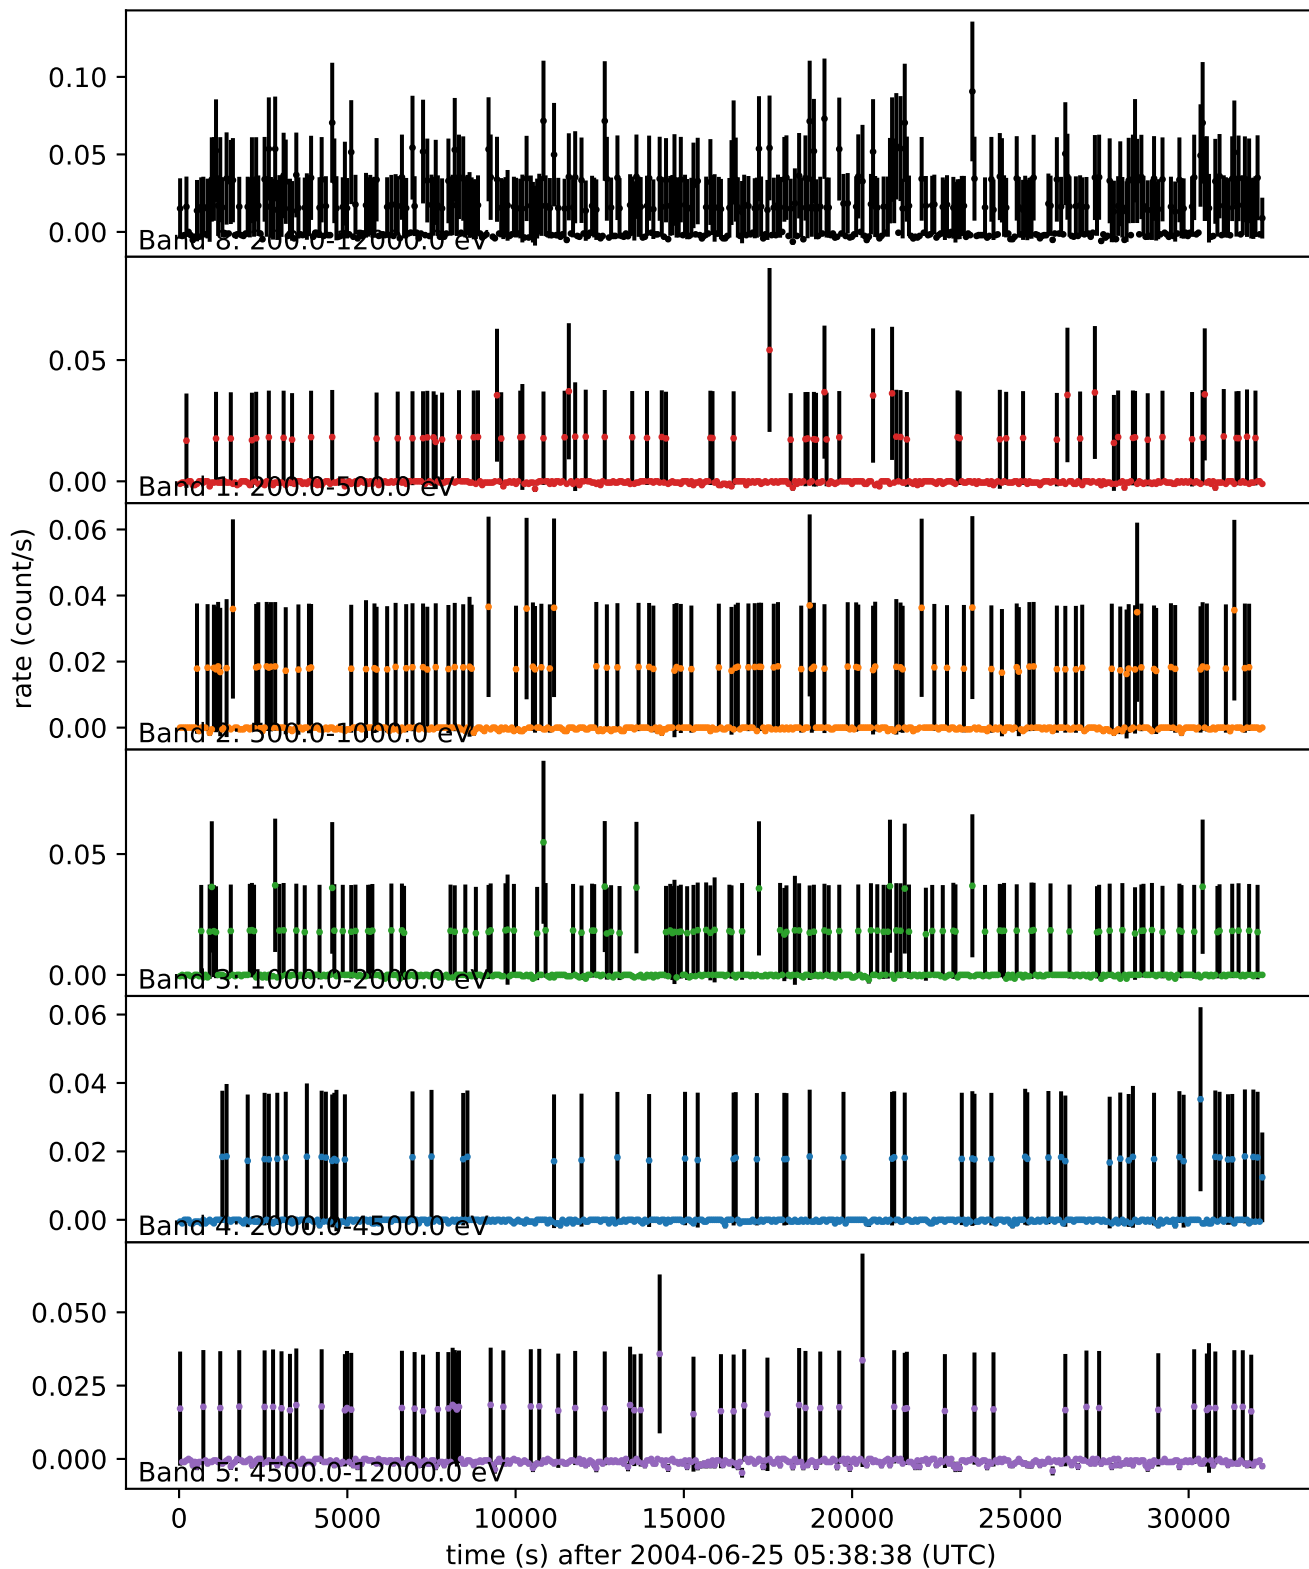 0.10
0.05
0.00
Band 8: 200.0-12000.0 eV
0.05
0.00
Band 1: 200.0-500.0 eV
0.06
0.04
0.02
0.00
Band 2: 500.0-1000.0 eV
rate (count/s)
0.05
0.00
Band 3: 1000.0-2000.0 eV
0.06
0.04
0.02
0.00
Band 4: 2000.0-4500.0 eV
0.050
0.025
0.000
Band 5: 4500.0-12000.0 eV
0 5000 10000 15000 20000 25000 30000
time (s) after 2004-06-25 05:38:38 (UTC)